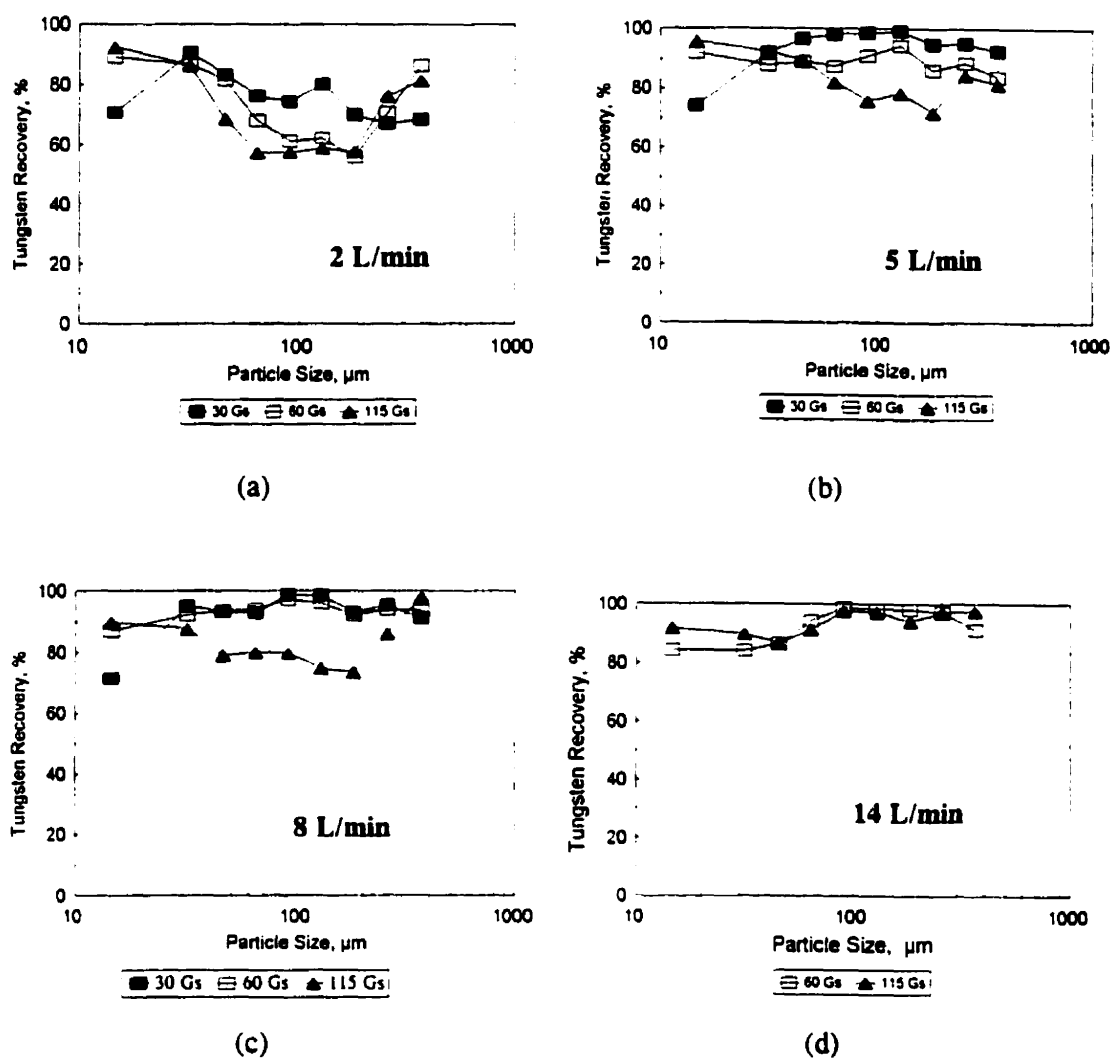 Tungsten Recovery, %
100
80
60
40
20
0
2 L/min
10 100 1000
Particle Size, µm
30 Gs 60 Gs 115 Gs
(a)
Tungsten Recovery, %
100
80
60
40
20
0
5 L/min
10 100 1000
Particle Size, µm
30 Gs 60 Gs 115 Gs
(b)
Tungsten Recovery, %
100
80
60
40
20
0
8 L/min
10 100 1000
Particle Size, µm
30 Gs 60 Gs 115 Gs
(c)
Tungsten Recovery, %
100
80
60
40
20
0
14 L/min
10 100 1000
Particle Size, µm
60 Gs 115 Gs
(d)